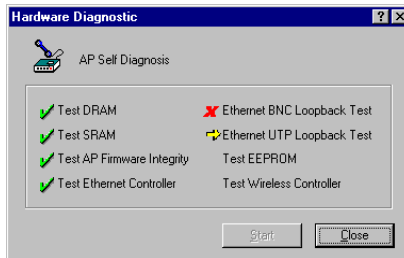 Hardware Diagnostic
AP Self Diagnosis
Test DRAM
Test SRAM
Test AP Firmware Integrity
Test Ethernet Controller
Ethernet BNC Loopback Test
Ethernet UTP Loopback Test
Test EEPROM
Test Wireless Controller
Start
Close